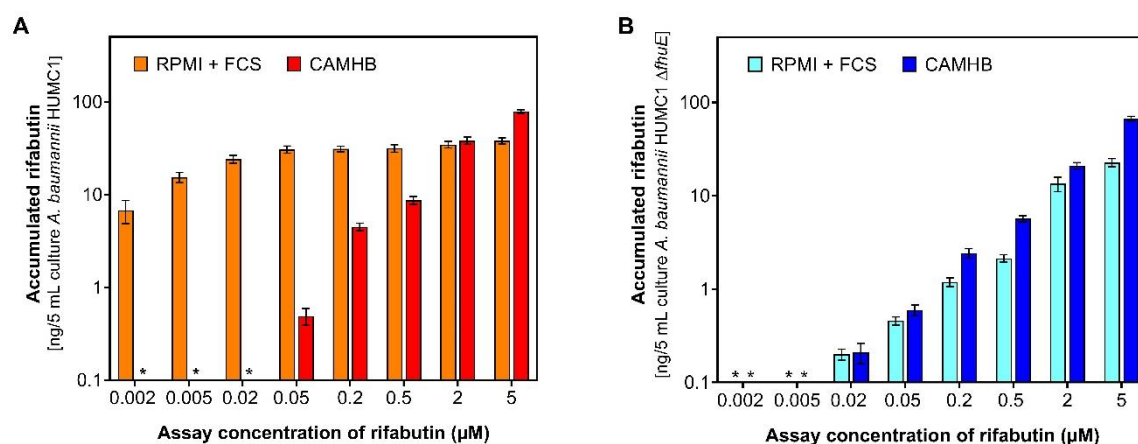 A
Accumulated rifabutin
[ng/5 mL culture A. baumannii HUMC1]
RPMI + FCS CAMHB
100
10
1
0.1
* * *
0.002 0.005 0.02 0.05 0.2 0.5 2 5
Assay concentration of rifabutin (µM)
B
Accumulated rifabutin
[ng/5 mL culture A. baumannii HUMC1 ΔfhuE]
RPMI + FCS CAMHB
100
10
1
0.1
* * * *
0.002 0.005 0.02 0.05 0.2 0.5 2 5
Assay concentration of rifabutin (µM)